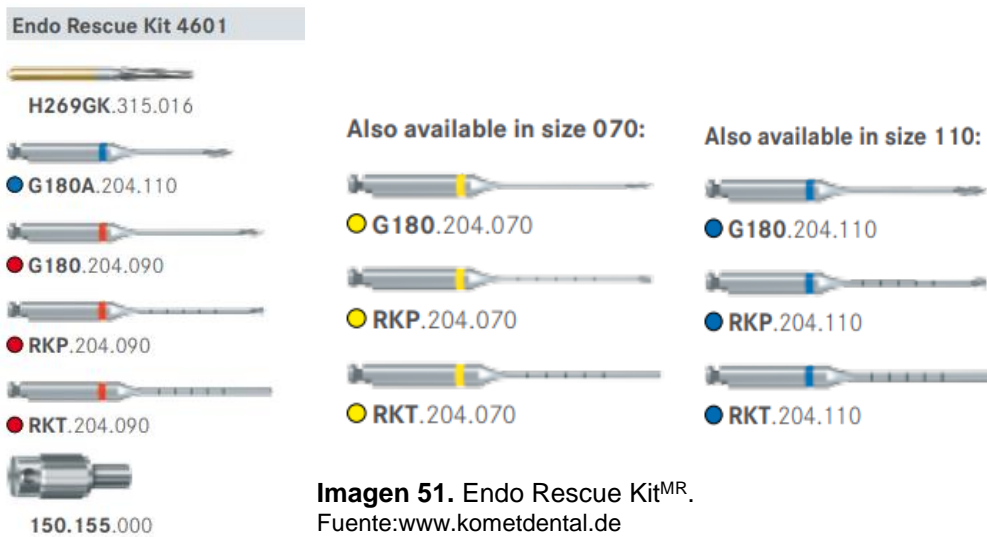 Endo Rescue Kit 4601
H269GK.315.016
G180A.204.110
G180.204.090
RKP.204.090
RKT.204.090
150.155.000
Also available in size 070:
G180.204.070
RKP.204.070
RKT.204.070
Also available in size 110:
G180.204.110
RKP.204.110
RKT.204.110
Imagen 51. Endo Rescue KitMR.
Fuente:www.kometdental.de